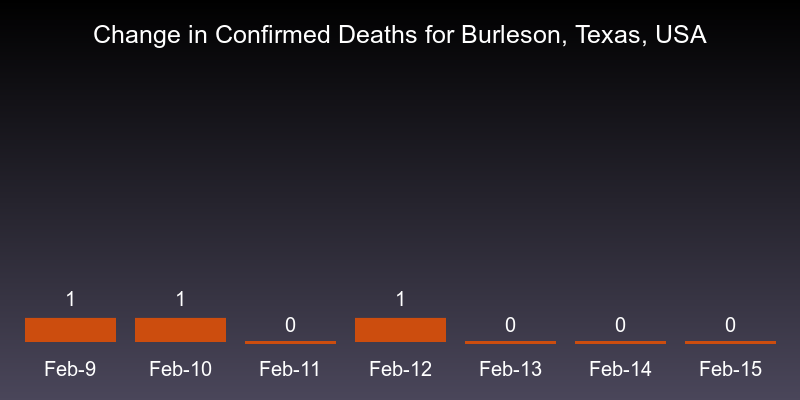 Change in Confirmed Deaths for Burleson, Texas, USA
1 1 0 1 0 0 0
Feb-9 Feb-10 Feb-11 Feb-12 Feb-13 Feb-14 Feb-15